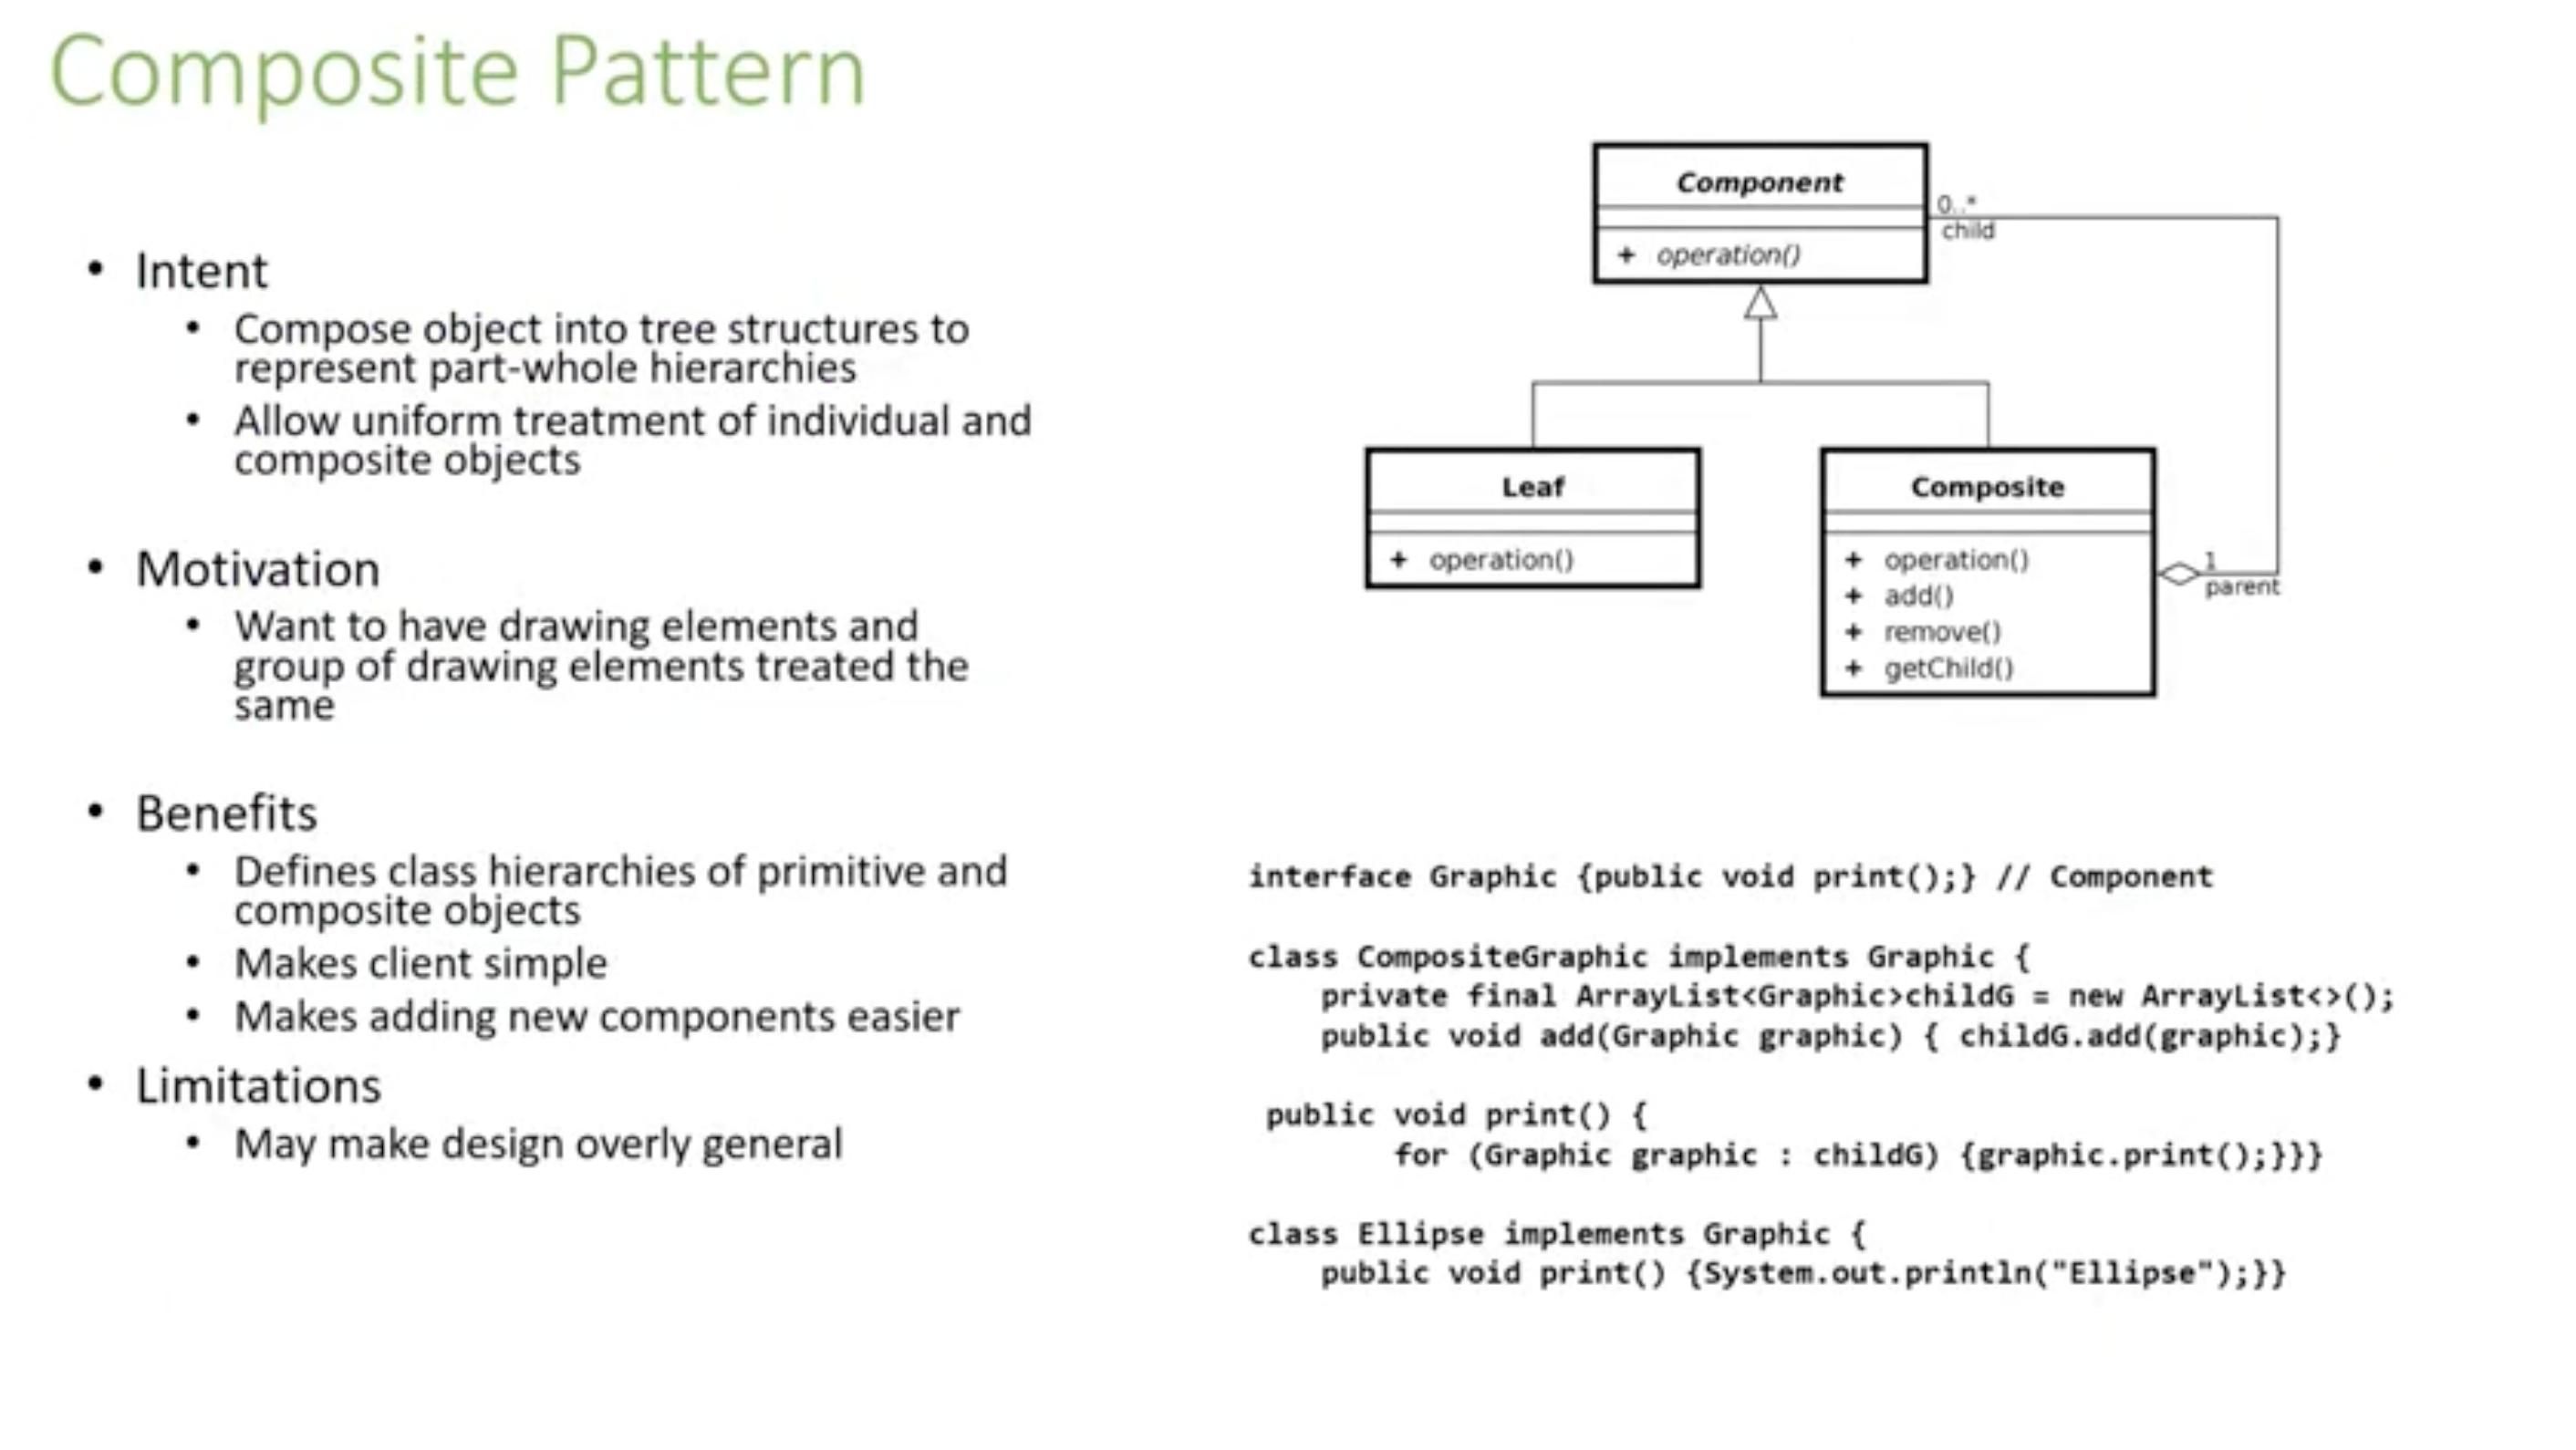 Composite Pattern
• Intent
• Compose object into tree structures to
represent part-whole hierarchies
• Allow uniform treatment of individual and
composite objects
• Motivation
• Want to have drawing elements and
group of drawing elements treated the
same
• Benefits
• Defines class hierarchies of primitive and
composite objects
• Makes client simple
• Makes adding new components easier
• Limitations
• May make design overly general
Component
+ operation()
0..*
child
Leaf
+ operation()
Composite
+ operation()
+ add()
+ remove()
+ getChild()
1
parent
interface Graphic {public void print();} // Component
class CompositeGraphic implements Graphic {
private final ArrayList<Graphic>childG = new ArrayList<>();
public void add(Graphic graphic) { childG.add(graphic);}
public void print() {
for (Graphic graphic : childG) {graphic.print();}}}
class Ellipse implements Graphic {
public void print() {System.out.println("Ellipse");}}